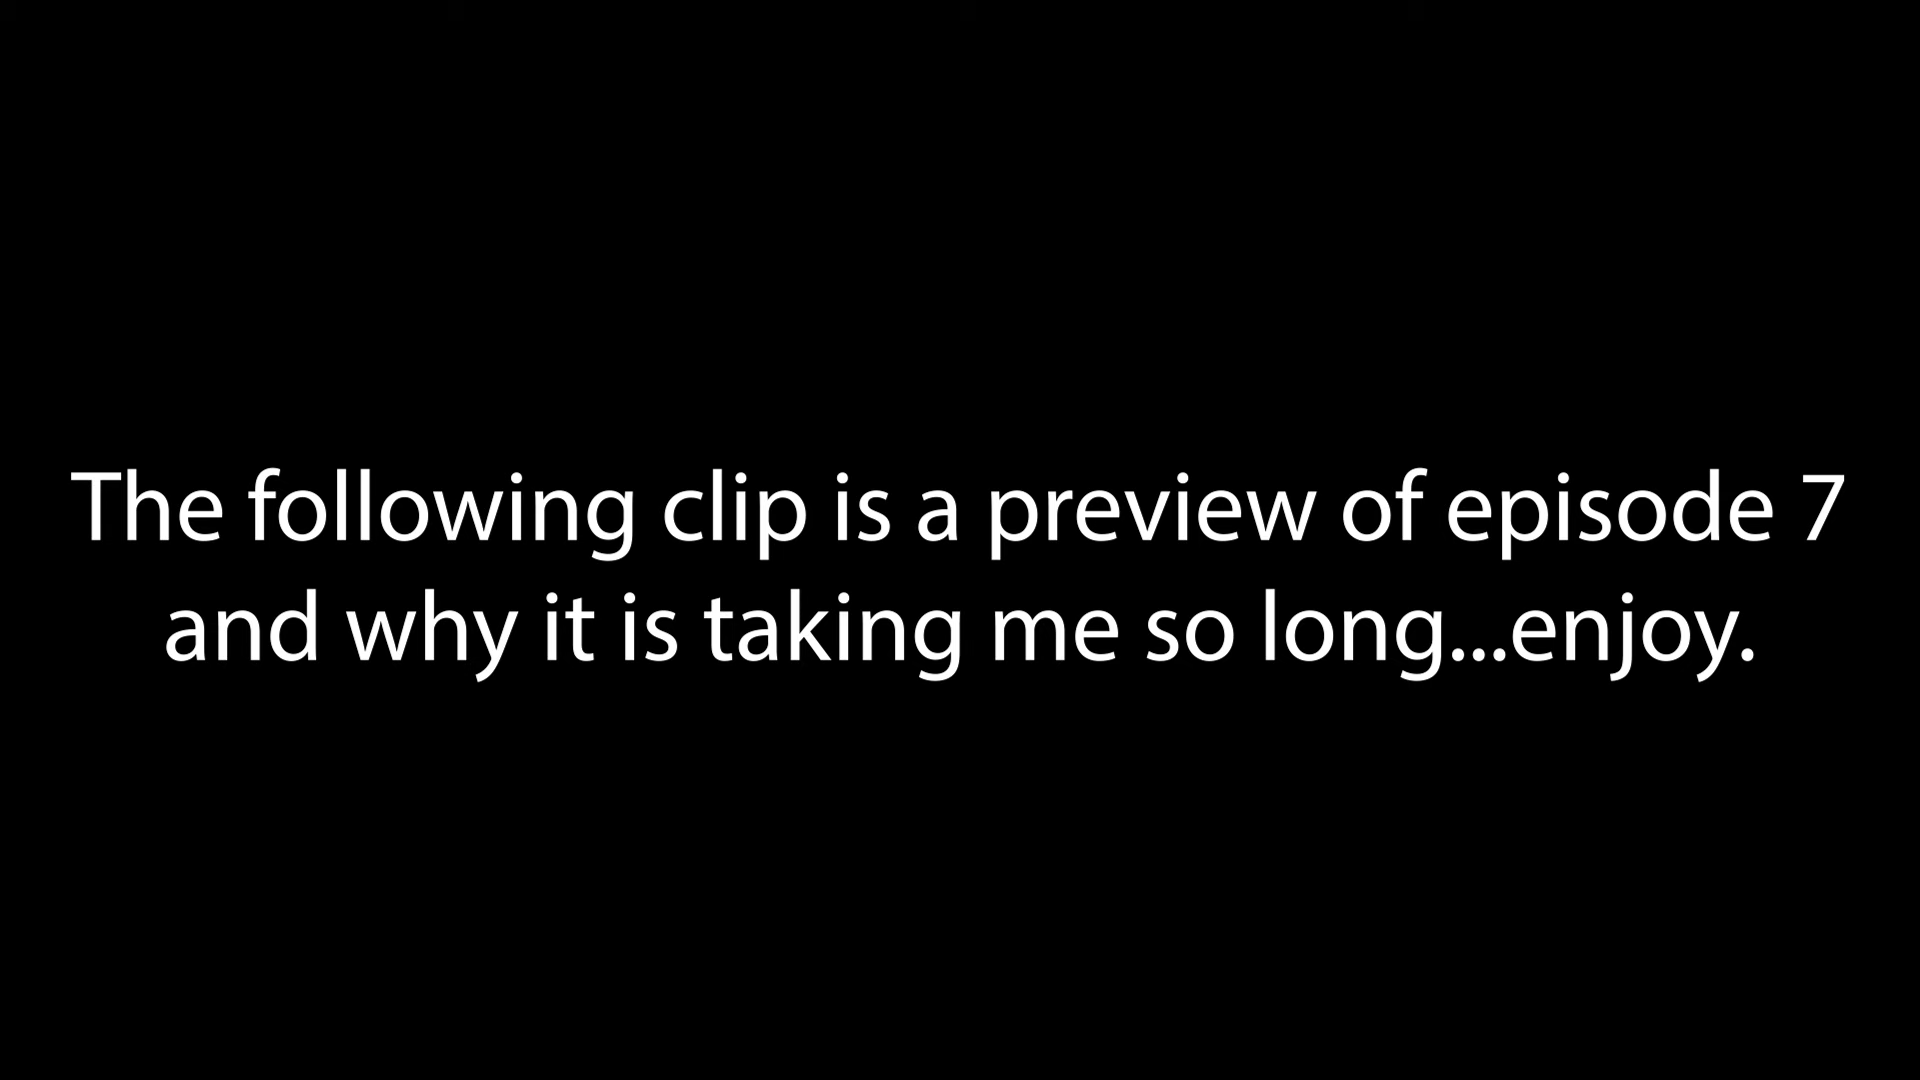 The following clip is a preview of episode 7
and why it is taking me so long...enjoy.